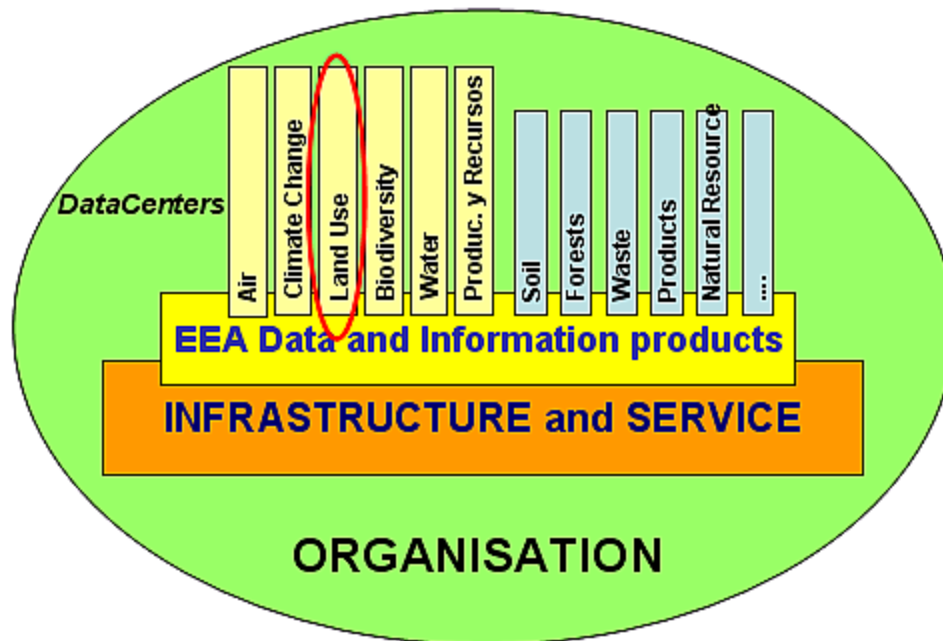 DataCenters
Air
Climate Change
Land Use
Biodiversity
Water
Produc. y Recursos
Soil
Forests
Waste
Products
Natural Resource
....
EEA Data and Information products
INFRASTRUCTURE and SERVICE
ORGANISATION